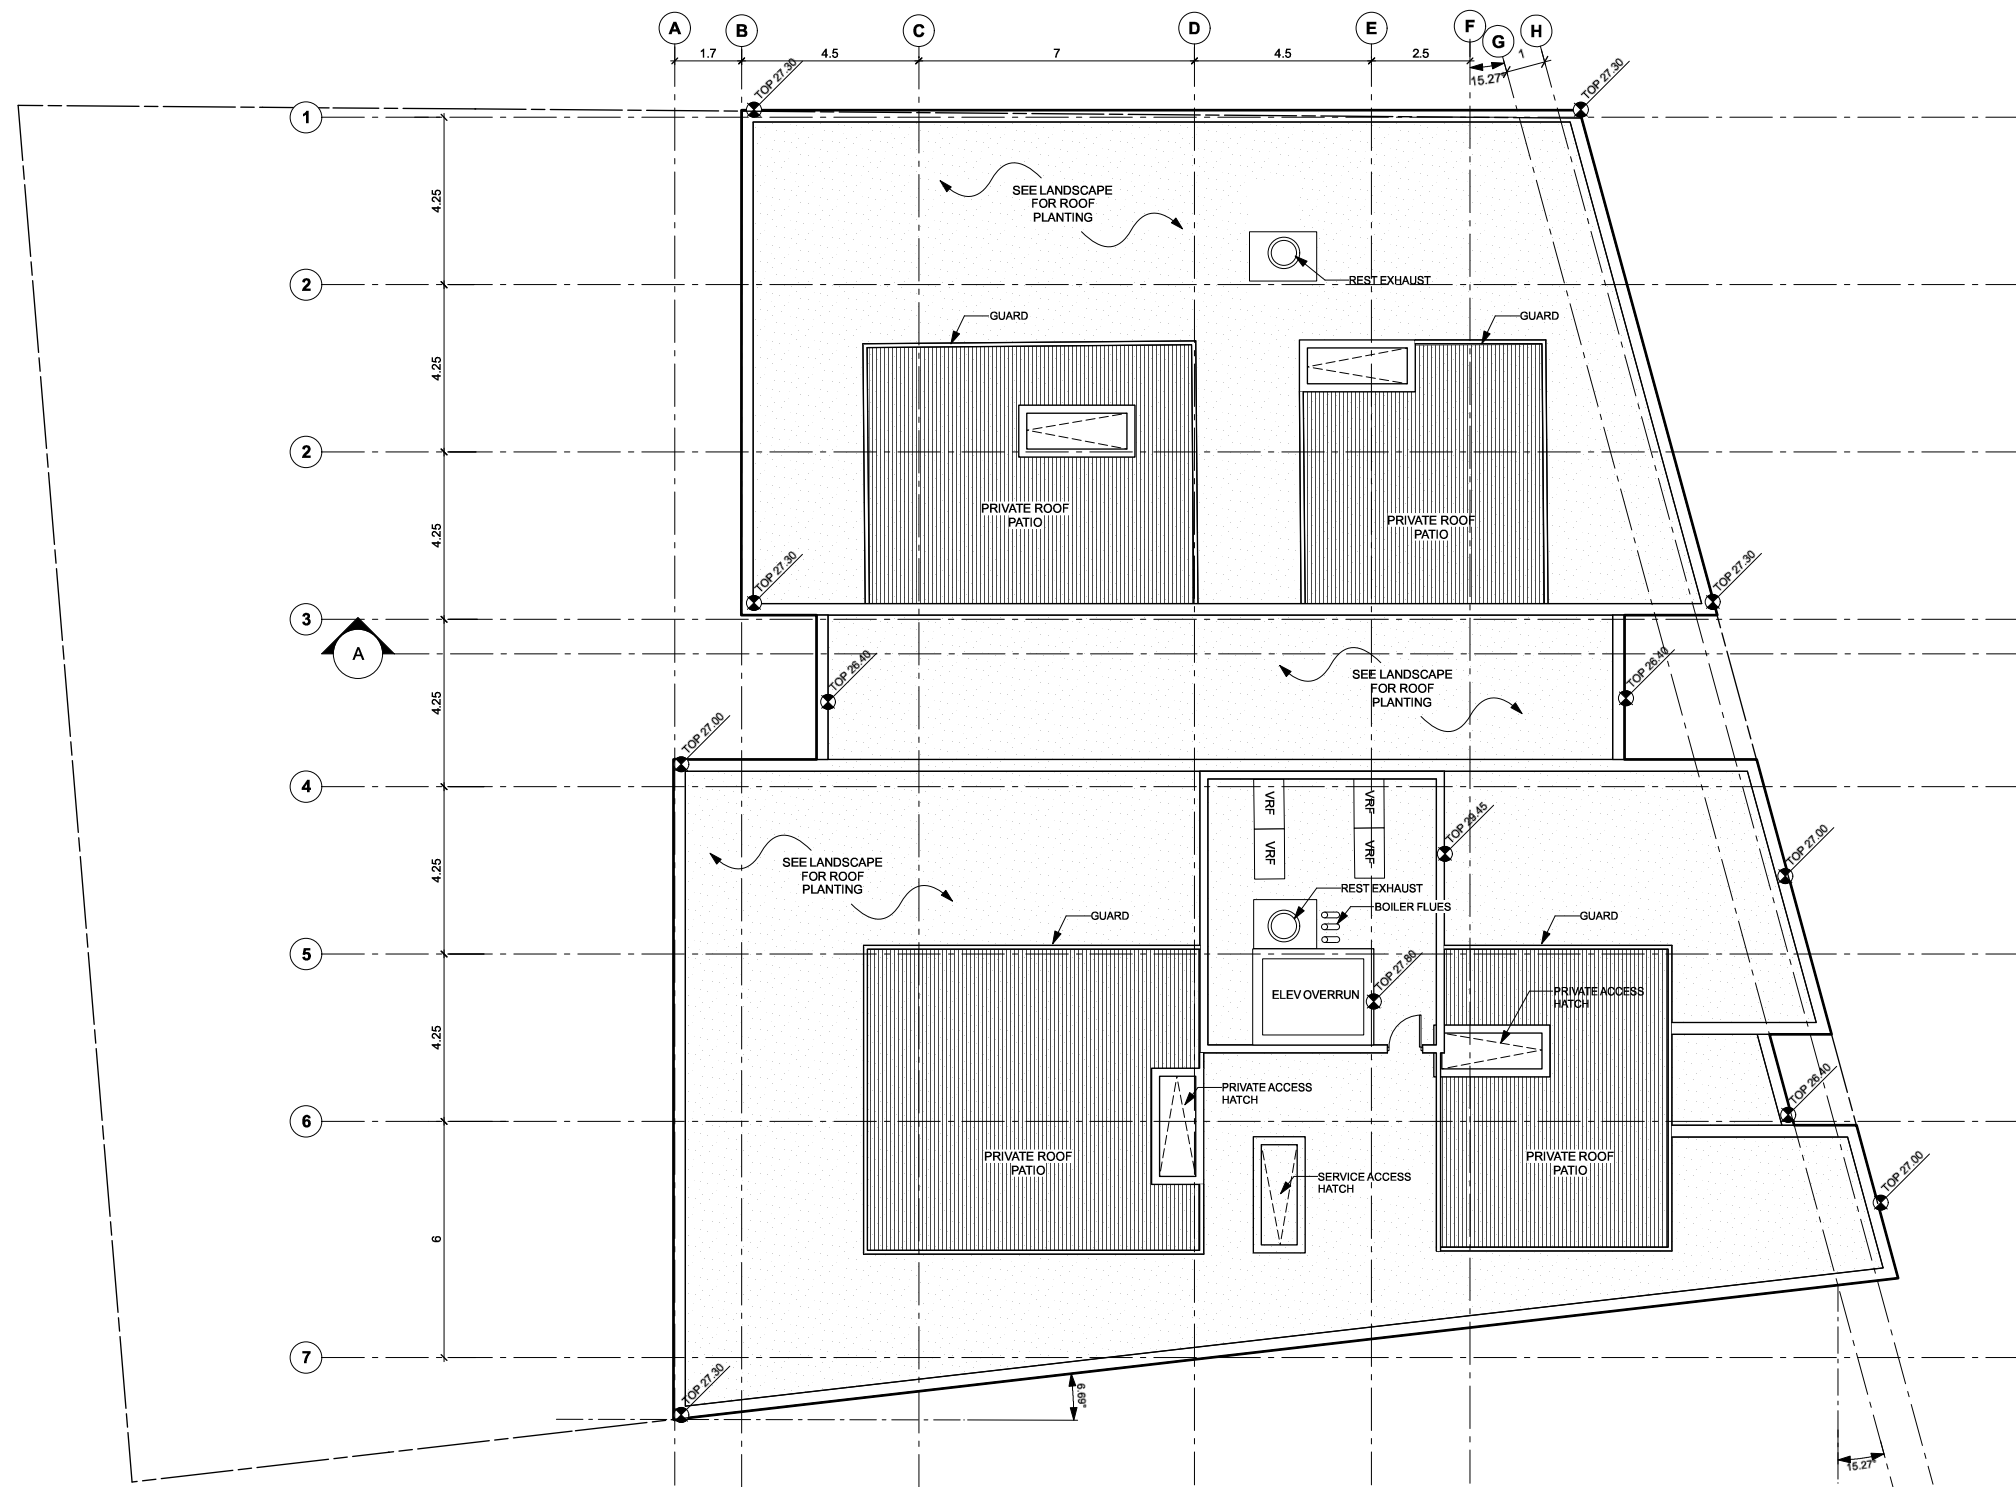 A
B
C
D
E
F
G
H
1.7
4.5
7
4.5
2.5
15.27°
1
TOP 27.30
TOP 27.30
1
4.25
SEE LANDSCAPE
FOR ROOF
PLANTING
2
REST EXHAUST
GUARD
GUARD
4.25
2
PRIVATE ROOF
PATIO
PRIVATE ROOF
PATIO
4.25
TOP 27.30
TOP 27.30
3
A
TOP 26.40
TOP 26.40
SEE LANDSCAPE
FOR ROOF
PLANTING
4.25
TOP 27.00
4
VRF
VRF
VRF
VRF
TOP 29.45
TOP 27.00
SEE LANDSCAPE
FOR ROOF
PLANTING
4.25
REST EXHAUST
BOILER FLUES
GUARD
GUARD
5
TOP 27.80
ELEV OVERRUN
PRIVATE ACCESS
HATCH
4.25
PRIVATE ACCESS
HATCH
TOP 26.40
6
PRIVATE ROOF
PATIO
PRIVATE ROOF
PATIO
SERVICE ACCESS
HATCH
TOP 27.00
6
7
TOP 27.30
6.69°
15.27°